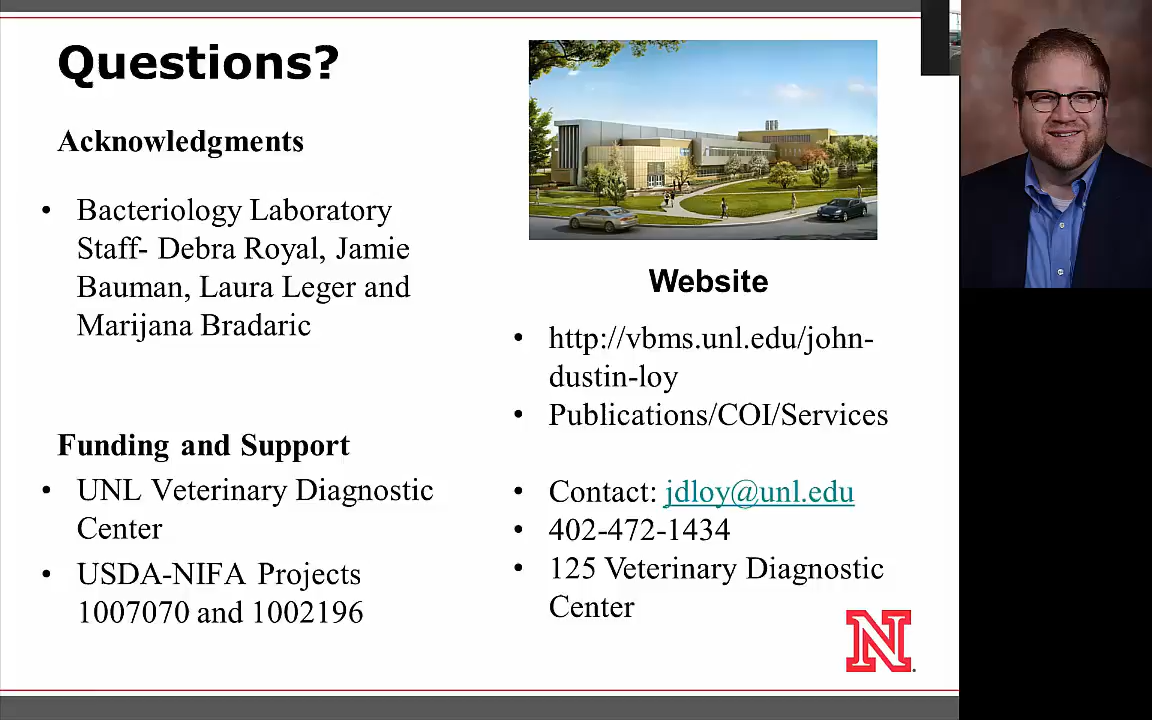 Questions?
Acknowledgments
• Bacteriology Laboratory
Staff- Debra Royal, Jamie
Bauman, Laura Leger and
Marijana Bradaric
Funding and Support
• UNL Veterinary Diagnostic
Center
• USDA-NIFA Projects
1007070 and 1002196
Website
• http://vbms.unl.edu/john-
dustin-loy
• Publications/COI/Services
• Contact: jdloy@unl.edu
• 402-472-1434
• 125 Veterinary Diagnostic
Center
N